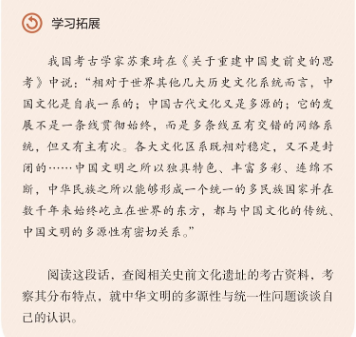 学习拓展
我国考古学家苏秉琦在《关于重建中国史前史的思
考》中说：“相对于世界其他几大历史文化系统而言，中
国文化是自成一系的；中国古代文化又是多源的；它的发
展不是一条线贯彻始终，而是多条线互有交错的网络系
统，但又有主有次。各大文化区系既相对稳定，又不是封
闭的……中国文明之所以独具特色、丰富多彩、连绵不
断，中华民族之所以能够形成一个统一的多民族国家并在
数千年来始终屹立在世界的东方，都与中国文化的传统、
中国文明的多源性有密切关系。”
阅读这段话，查阅相关史前文化遗址的考古资料，考
察其分布特点，就中华文明的多源性与统一性问题谈谈自
己的认识。